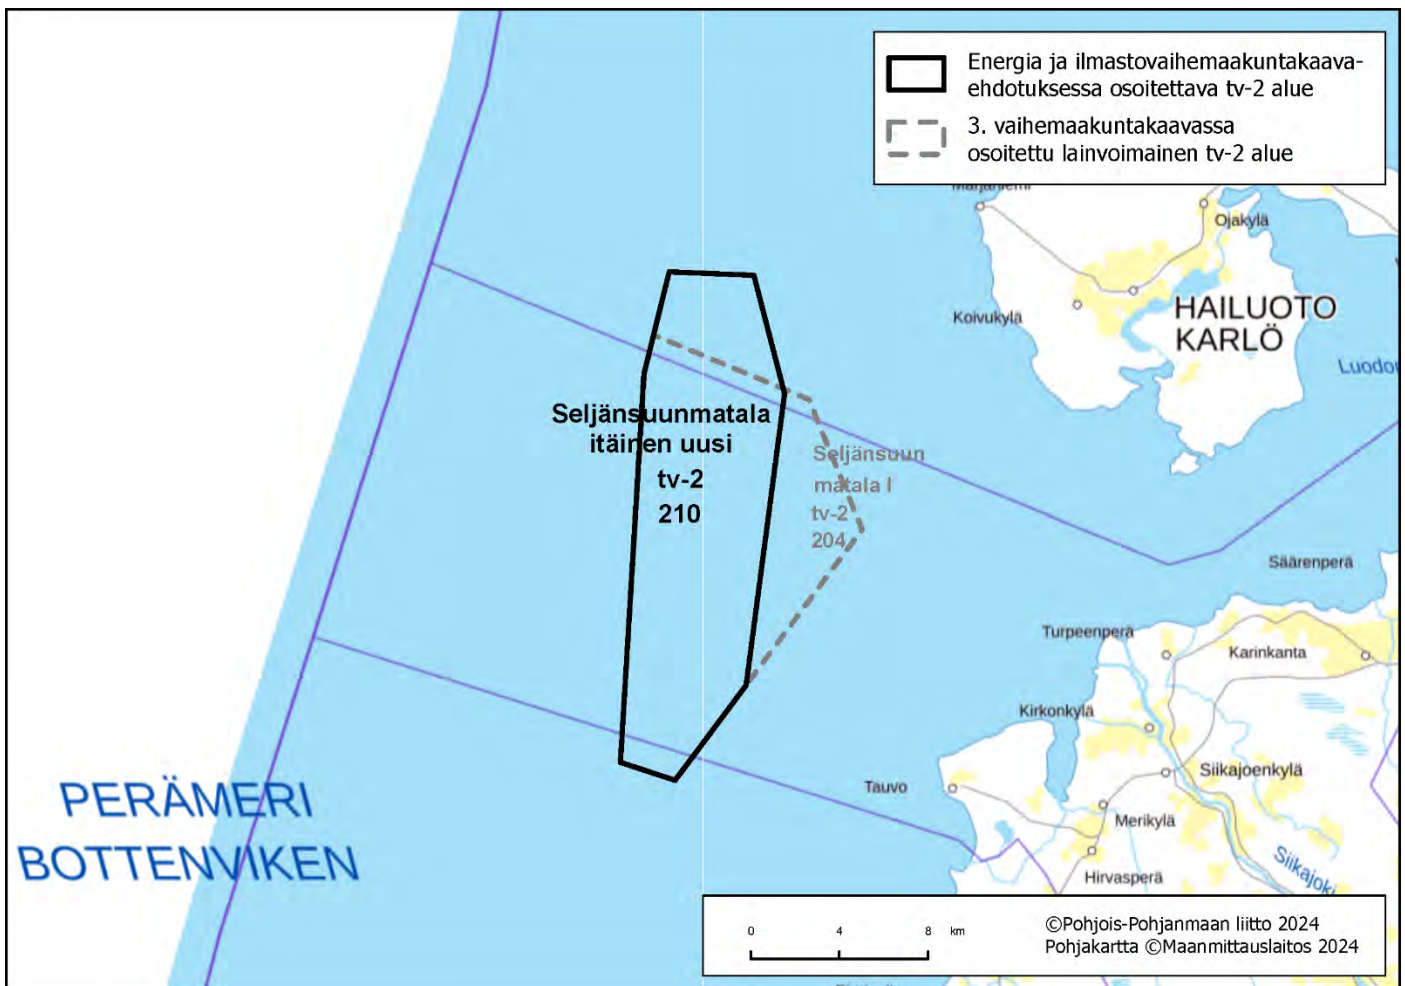 Energia ja ilmastovaihemaakuntakaava-
ehdotuksessa osoitettava tv-2 alue
3. vaihemaakuntakaavassa
osoitettu lainvoimainen tv-2 alue
Marjaniemi
Ojakylä
Koivukylä
HAILUOTO
KARLÖ
Seljänsuunmatala
itäinen uusi
tv-2
210
Seljänsuun
matala I
tv-2
204
Säärenperä
Turpeenperä
Karinkanta
Kirkonkylä
Siikajoenkylä
Tauvo
Merikylä
Hirvasperä
Siikajoki
PERÄMERI
BOTTENVIKEN
0 4 8 km
©Pohjois-Pohjanmaan liitto 2024
Pohjakartta ©Maanmittauslaitos 2024